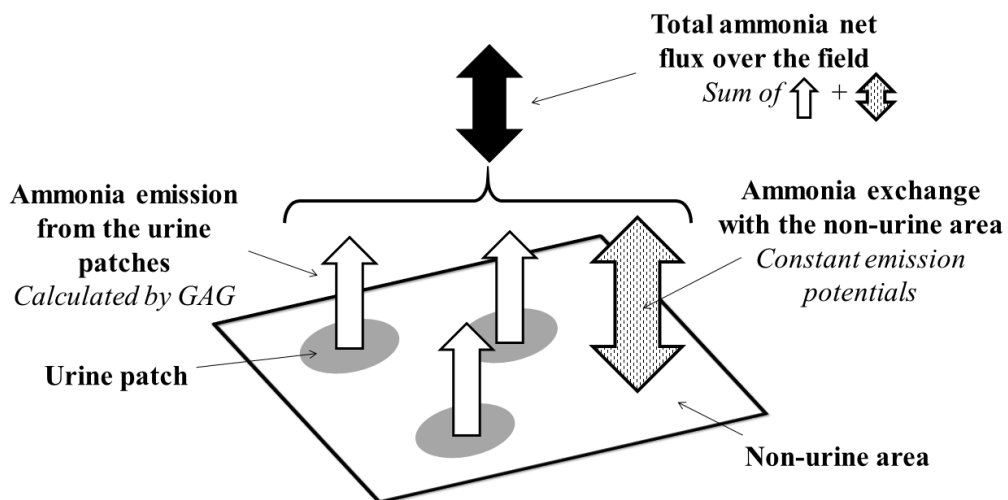 Total ammonia net
flux over the field
Sum of +
Ammonia emission
from the urine
patches
Calculated by GAG
Ammonia exchange
with the non-urine area
Constant emission
potentials
Urine patch
Non-urine area